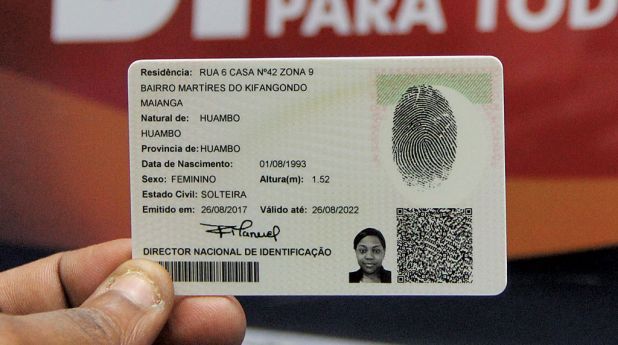 BI
PARA TOD
Residência: RUA 6 CASA Nº42 ZONA 9
BAIRRO MARTÍRES DO KIFANGONDO
MAIANGA
Natural de: HUAMBO
HUAMBO
Provincia de: HUAMBO
Data de Nascimento: 01/08/1993
Sexo: FEMININO Altura(m): 1.52
Estado Civil: SOLTEIRA
Emitido em: 26/08/2017 Válido até: 26/08/2022
DIRECTOR NACIONAL DE IDENTIFICAÇÃO